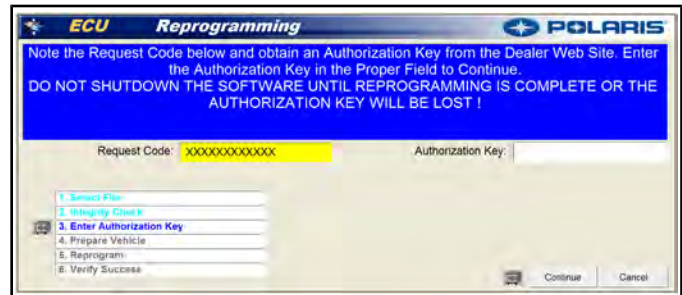 ECU Reprogramming POLARIS
Note the Request Code below and obtain an Authorization Key from the Dealer Web Site. Enter
the Authorization Key in the Proper Field to Continue.
DO NOT SHUTDOWN THE SOFTWARE UNTIL REPROGRAMMING IS COMPLETE OR THE
AUTHORIZATION KEY WILL BE LOST !
Request Code: XXXXXXXXXXXX Authorization Key:
1. Select File
2. Integrity Check
3. Enter Authorization Key
4. Prepare Vehicle
5. Reprogram
6. Verify Success
Continue Cancel